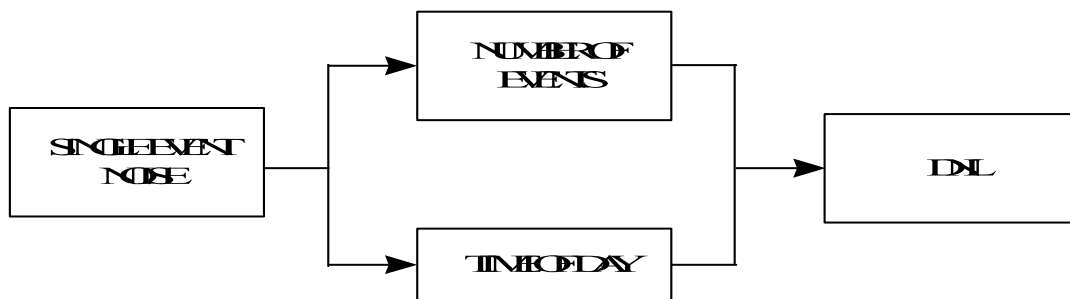 SINGLE EVENT
NOISE
NUMBER OF
EVENTS
TIME OF DAY
DNL